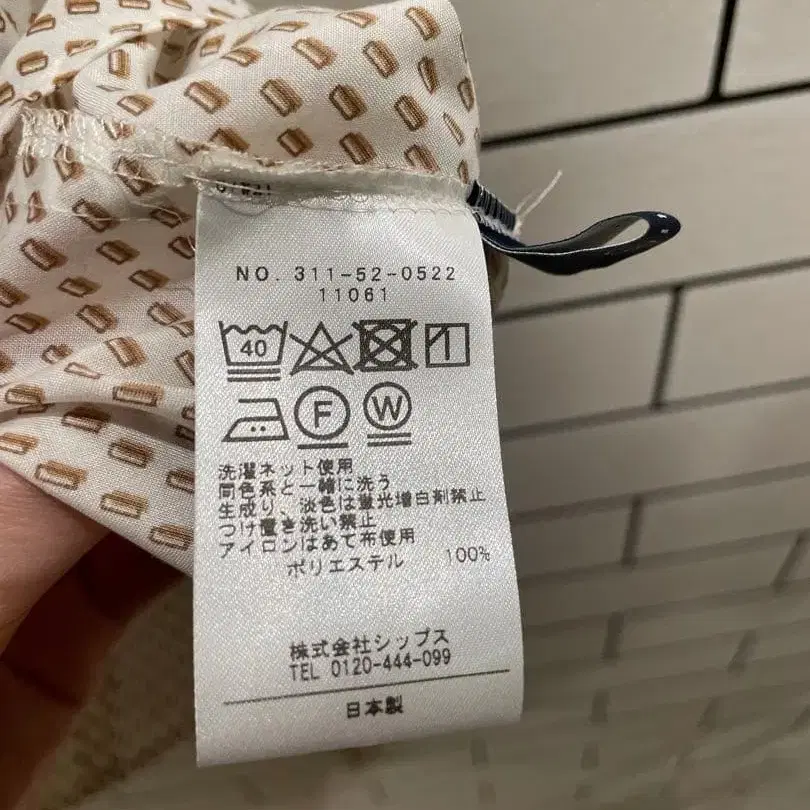 NO. 311-52-0522
11061
40
F W
洗濯ネット使用
同色系と一緒に洗う
生成り、淡色は蛍光増白剤禁止
つけ置き洗い禁止
アイロンはあて布使用
ポリエステル 100%
株式会社シップス
TEL 0120-444-099
日本製